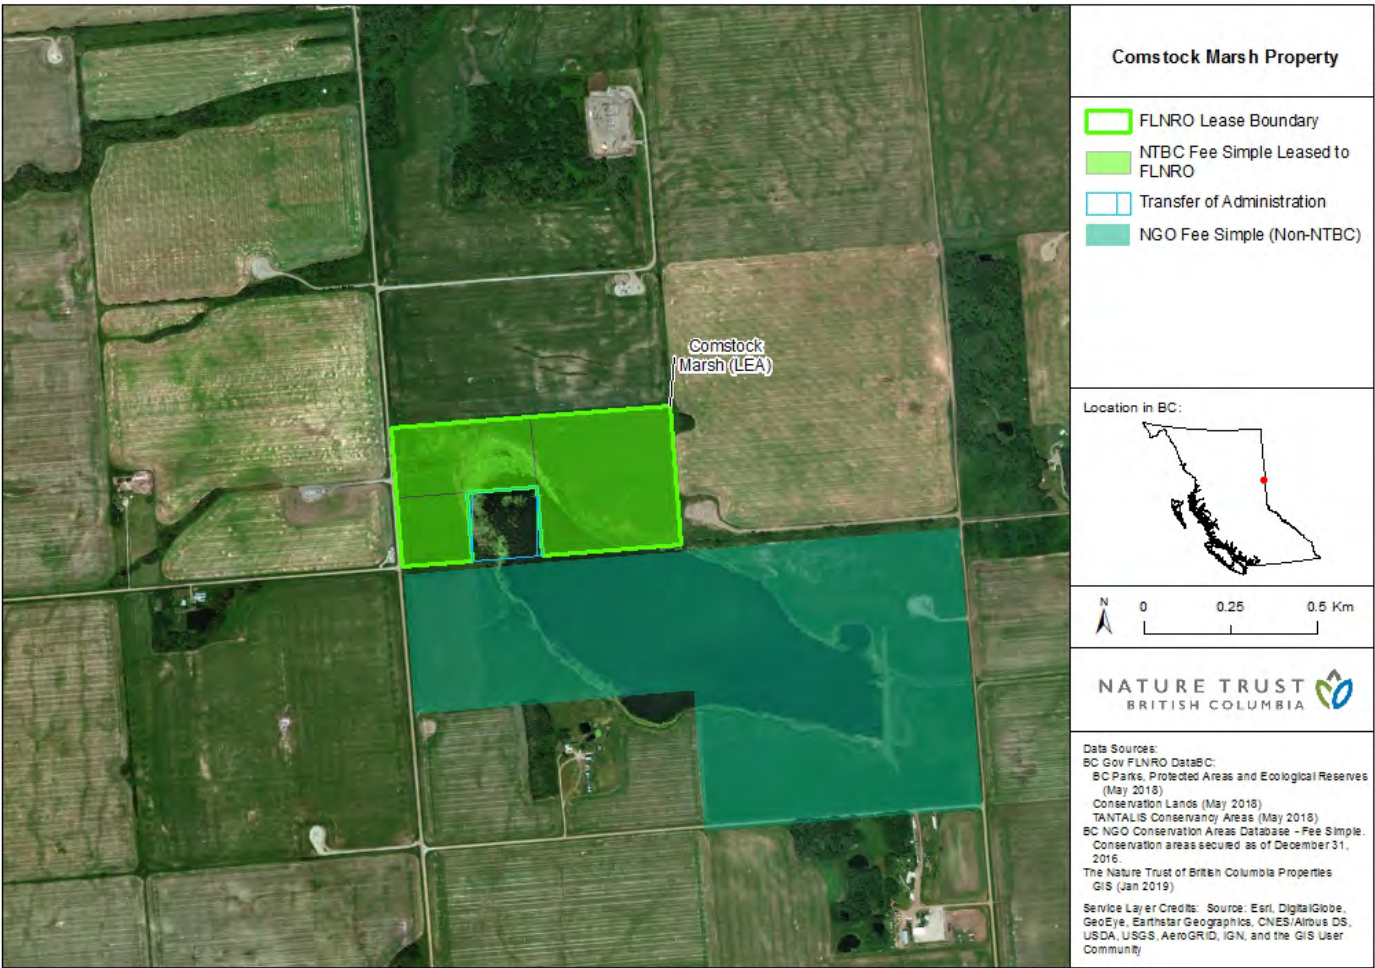 Comstock Marsh Property
FLNRO Lease Boundary
NTBC Fee Simple Leased to
FLNRO
Transfer of Administration
NGO Fee Simple (Non-NTBC)
Comstock
Marsh (LEA)
Location in BC:
N
0 0.25 0.5 Km
NATURE TRUST
BRITISH COLUMBIA
Data Sources:
BC Gov FLNRO DataBC:
BC Parks, Protected Areas and Ecological Reserves
(May 2018)
Conservation Lands (May 2018)
TANTALIS Conservancy Areas (May 2018)
BC NGO Conservation Areas Database - Fee Simple.
Conservation areas secured as of December 31,
2016.
The Nature Trust of British Columbia Properties
GIS (Jan 2019)
Service Layer Credits: Source: Esri, DigitalGlobe,
GeoEye, Earthstar Geographics, CNES/Airbus DS,
USDA, USGS, AeroGRID, IGN, and the GIS User
Community